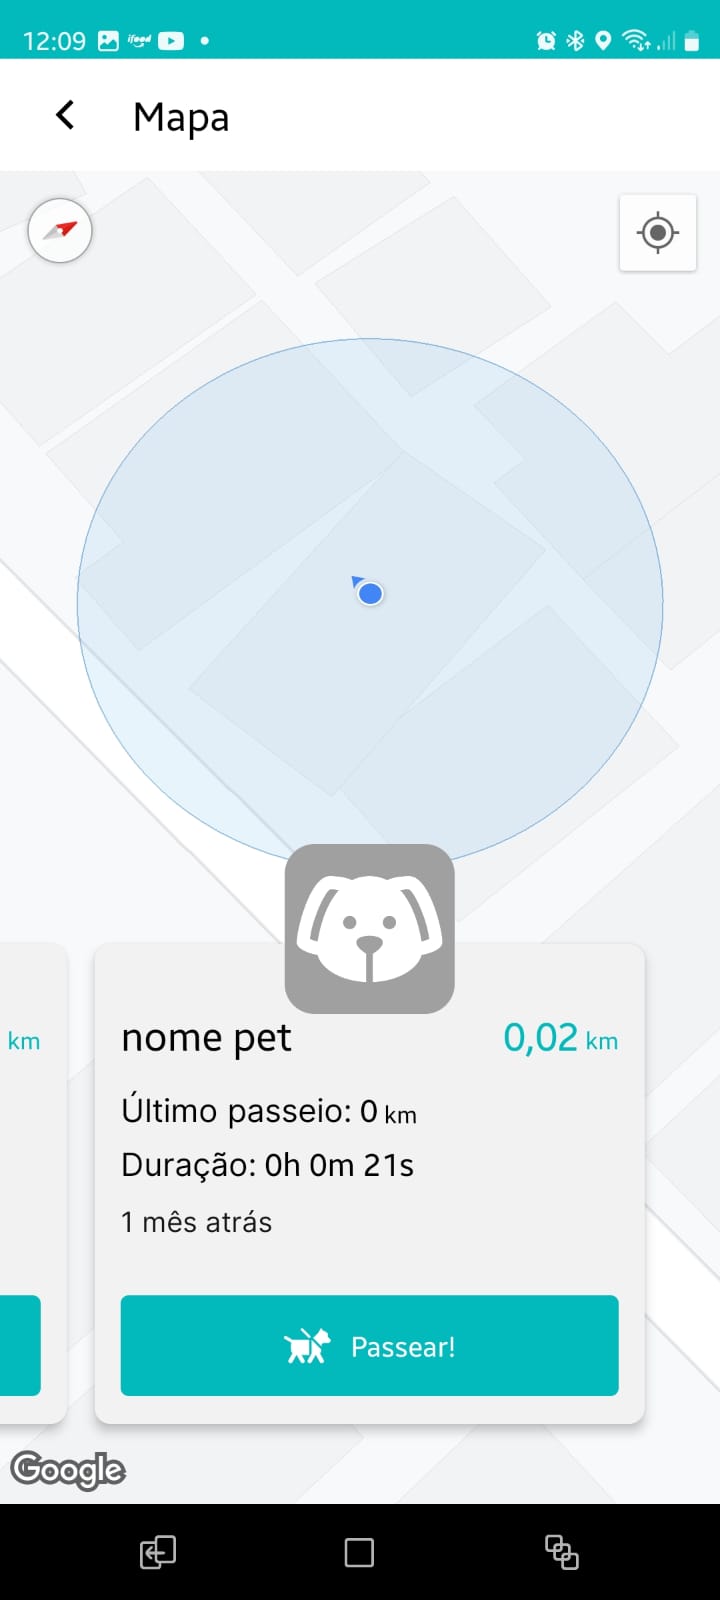 12:09 ifood
Mapa
km
nome pet 0,02 km
Último passeio: 0 km
Duração: 0h 0m 21s
1 mês atrás
Passear!
Google